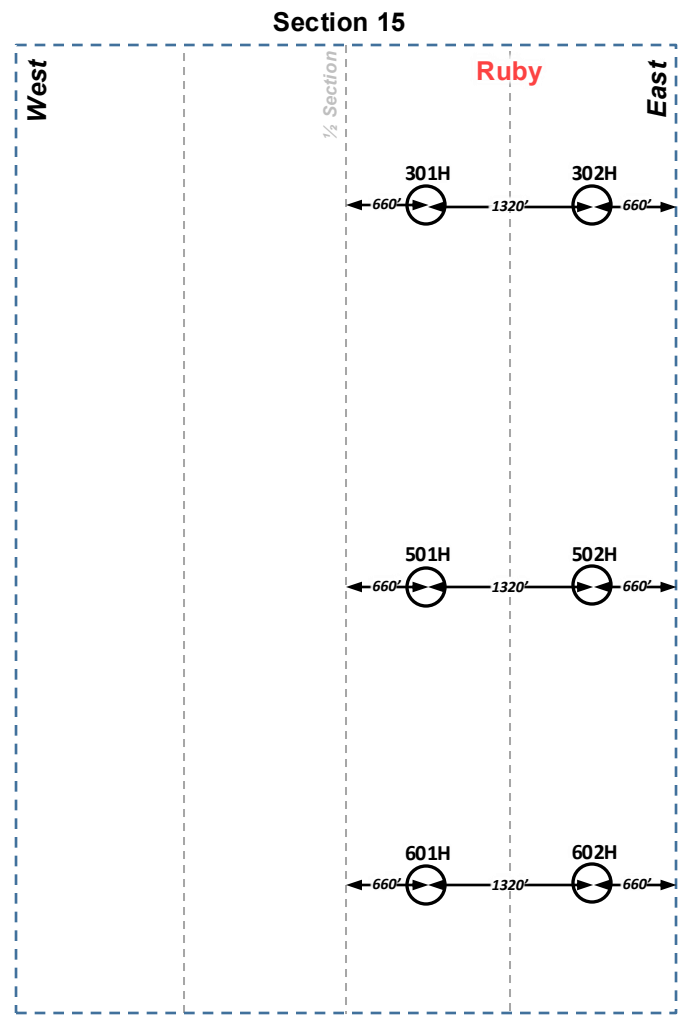 Section 15
West
½ Section
Ruby
East
301H
302H
660'
1320'
660'
501H
502H
660'
1320'
660'
601H
602H
660'
1320'
660'